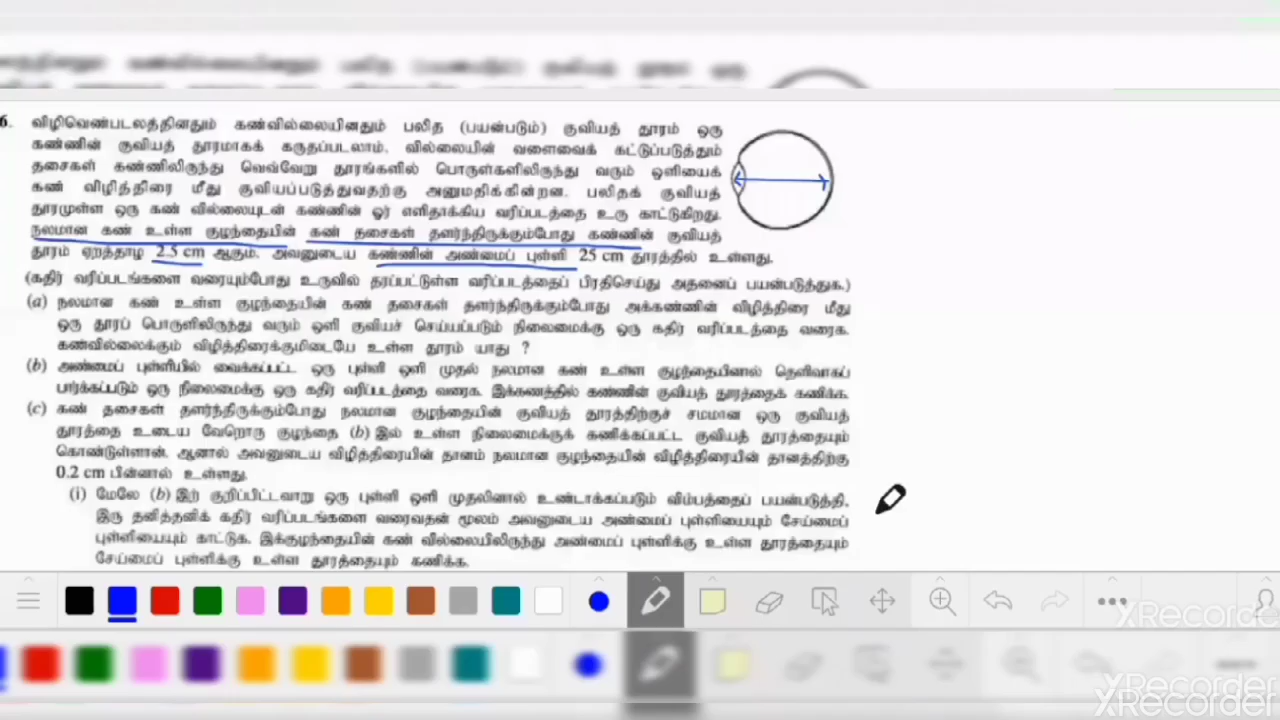 6. விழிவெண்படலத்தினதும் கண்வில்லையினதும் பலித (பயன்படும்) குவியத் தூரம் ஒரு
கண்ணின் குவியத் தூரமாகக் கருதப்படலாம். வில்லையின் வளைவைக் கட்டுப்படுத்தும்
தசைகள் கண்ணிலிருந்து வெவ்வேறு தூரங்களில் பொருள்களிலிருந்து வரும் ஒளியைக்
கண் விழித்திரை மீது குவியப்படுத்துவதற்கு அனுமதிக்கின்றன. பலிதக் குவியத்
தூரமுள்ள ஒரு கண் வில்லையுடன் கண்ணின் ஓர் எளிதாக்கிய வரிப்படத்தை உரு காட்டுகிறது.
நலமான கண் உள்ள குழந்தையின் கண் தசைகள் தளர்ந்திருக்கும்போது கண்ணின் குவியத்
தூரம் ஏறத்தாழ 2.5 cm ஆகும். அவனுடைய கண்ணின் அண்மைப் புள்ளி 25 cm தூரத்தில் உள்ளது.
(கதிர் வரிப்படங்களை வரையும்போது உருவில் தரப்பட்டுள்ள வரிப்படத்தைப் பிரதிசெய்து அதனைப் பயன்படுத்துக.)
(a) நலமான கண் உள்ள குழந்தையின் கண் தசைகள் தளர்ந்திருக்கும்போது அக்கண்ணின் விழித்திரை மீது
ஒரு தூரப் பொருளிலிருந்து வரும் ஒளி குவியச் செய்யப்படும் நிலைமைக்கு ஒரு கதிர் வரிப்படத்தை வரைக.
கண்வில்லைக்கும் விழித்திரைக்குமிடையே உள்ள தூரம் யாது ?
(b) அண்மைப் புள்ளியில் வைக்கப்பட்ட ஒரு புள்ளி ஒளி முதல் நலமான கண் உள்ள குழந்தையினால் தெளிவாகப்
பார்க்கப்படும் ஒரு நிலைமைக்கு ஒரு கதிர் வரிப்படத்தை வரைக. இக்கணத்தில் கண்ணின் குவியத் தூரத்தைக் கணிக்க.
(c) கண் தசைகள் தளர்ந்திருக்கும்போது நலமான குழந்தையின் குவியத் தூரத்திற்குச் சமமான ஒரு குவியத்
தூரத்தை உடைய வேறொரு குழந்தை (b) இல் உள்ள நிலைமைக்குக் கணிக்கப்பட்ட குவியத் தூரத்தையும்
கொண்டுள்ளான். ஆனால் அவனுடைய விழித்திரையின் தானம் நலமான குழந்தையின் விழித்திரையின் தானத்திற்கு
0.2 cm பின்னால் உள்ளது.
(i) மேலே (b) இற் குறிப்பிட்டவாறு ஒரு புள்ளி ஒளி முதலினால் உண்டாக்கப்படும் விம்பத்தைப் பயன்படுத்தி,
இரு தனித்தனிக் கதிர் வரிப்படங்களை வரைவதன் மூலம் அவனுடைய அண்மைப் புள்ளியையும் சேய்மைப்
புள்ளியையும் காட்டுக. இக்குழந்தையின் கண் வில்லையிலிருந்து அண்மைப் புள்ளிக்கு உள்ள தூரத்தையும்
சேய்மைப் புள்ளிக்கு உள்ள தூரத்தையும் கணிக்க.
XRecorder
XRecorder
XRecorder